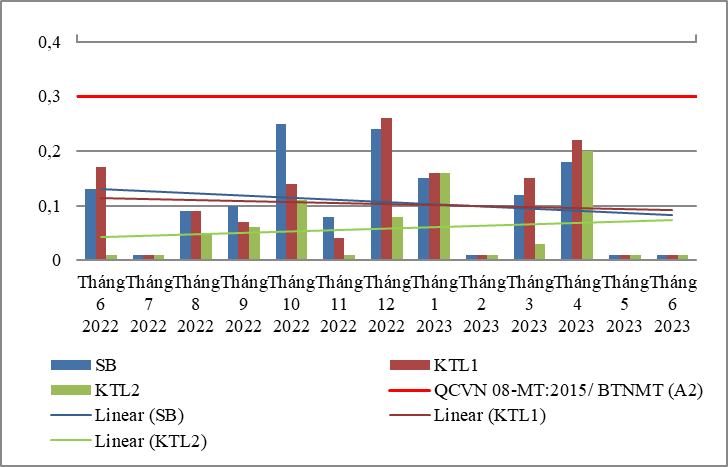 0,4
0,3
0,2
0,1
0
Tháng 6 2022
Tháng 7 2022
Tháng 8 2022
Tháng 9 2022
Tháng 10 2022
Tháng 11 2022
Tháng 12 2022
Tháng 1 2023
Tháng 2 2023
Tháng 3 2023
Tháng 4 2023
Tháng 5 2023
Tháng 6 2023
SB
KTL1
KTL2
QCVN 08-MT:2015/ BTNMT (A2)
Linear (SB)
Linear (KTL1)
Linear (KTL2)